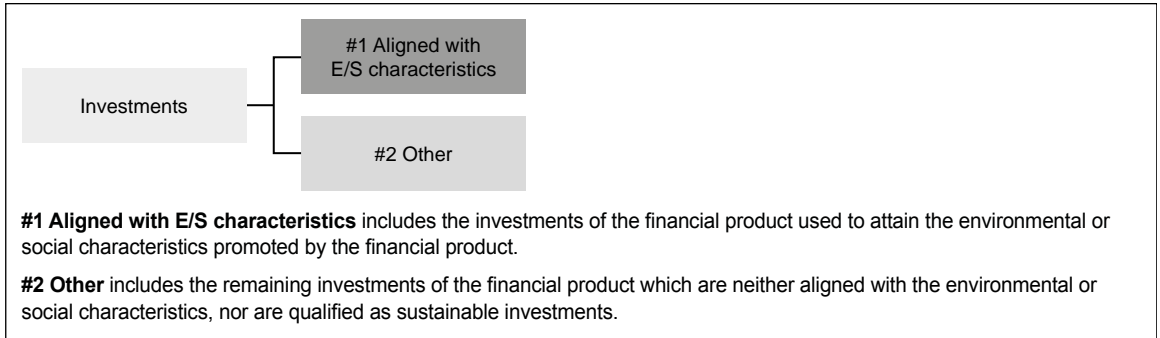 #1 Aligned with
E/S characteristics
Investments
#2 Other
#1 Aligned with E/S characteristics includes the investments of the financial product used to attain the environmental or
social characteristics promoted by the financial product.
#2 Other includes the remaining investments of the financial product which are neither aligned with the environmental or
social characteristics, nor are qualified as sustainable investments.